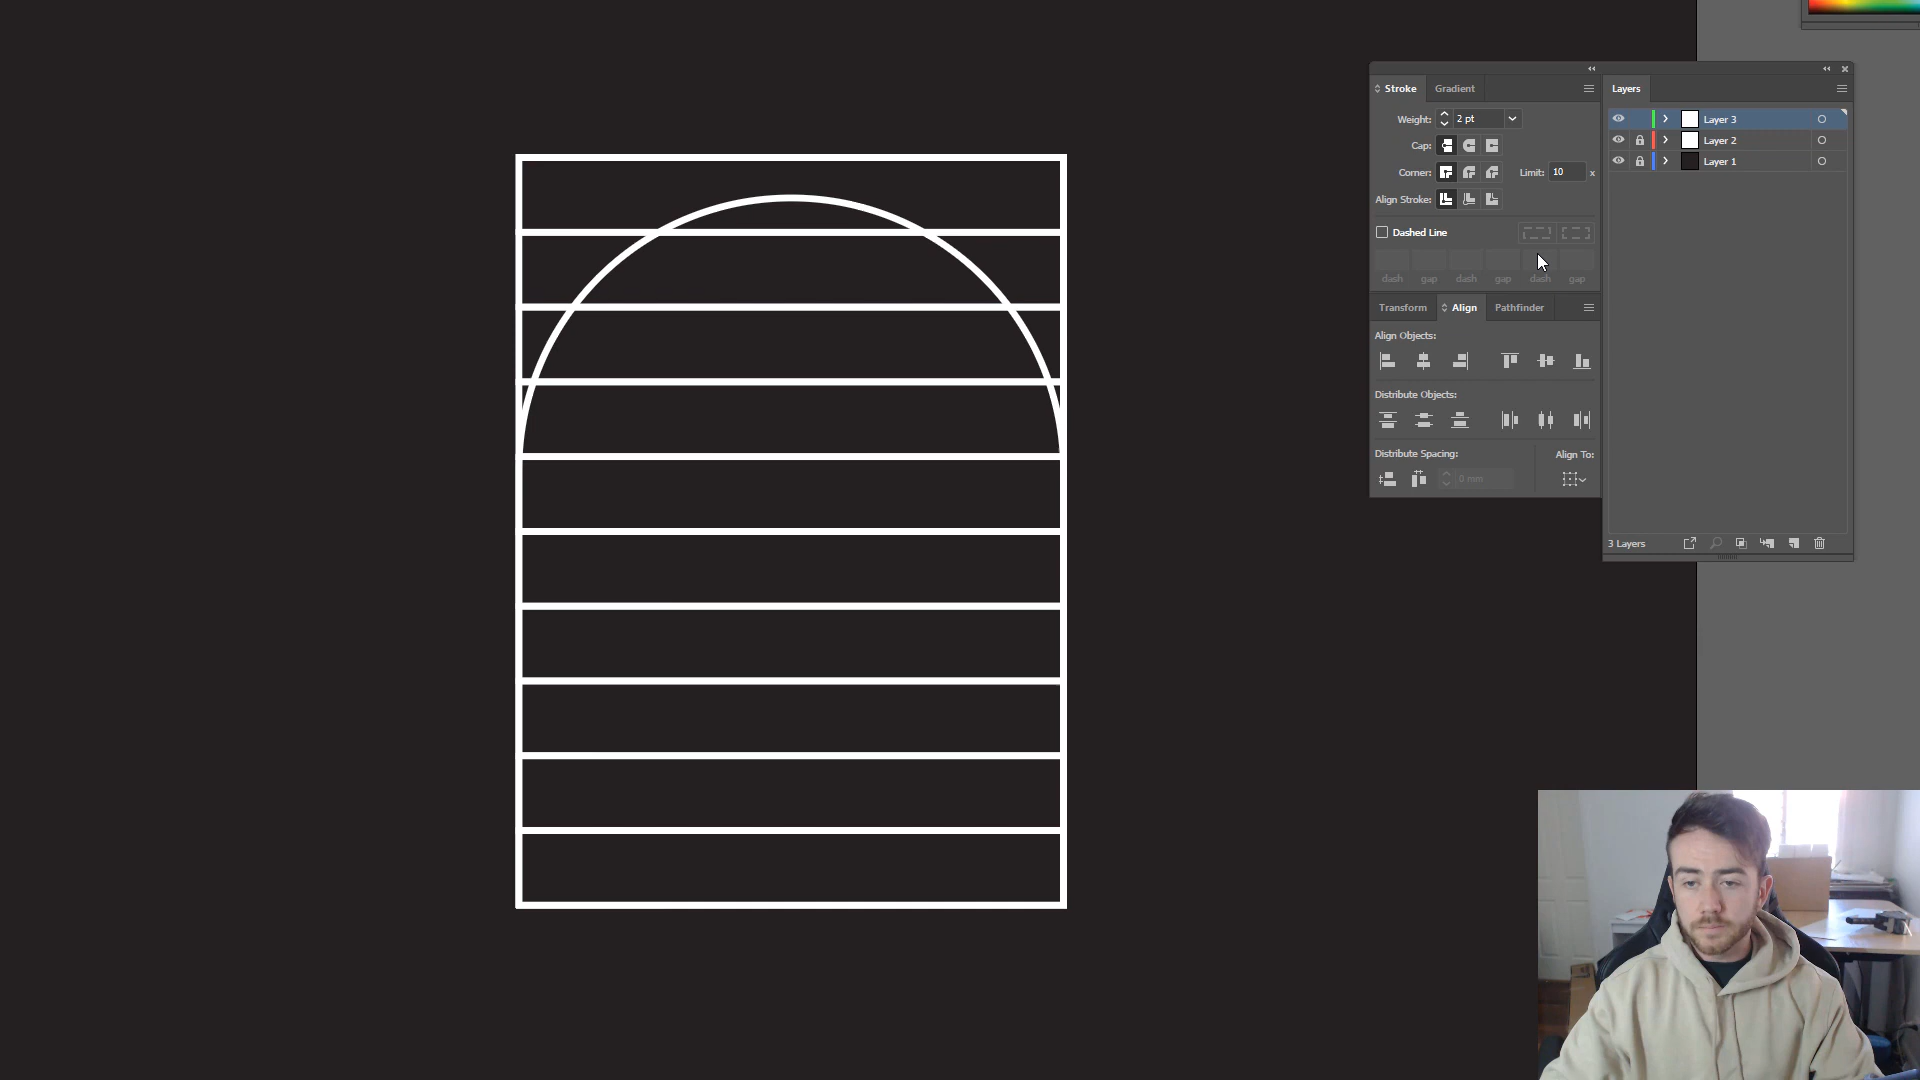 Stroke
Gradient
Layers
Weight:
2 pt
Layer 3
Cap:
Layer 2
Layer 1
Corner:
Limit:
10
x
Align Stroke:
Dashed Line
dash
gap
dash
gap
dash
gap
Transform
Align
Pathfinder
Align Objects:
Distribute Objects:
Distribute Spacing:
Align To:
0 mm
3 Layers